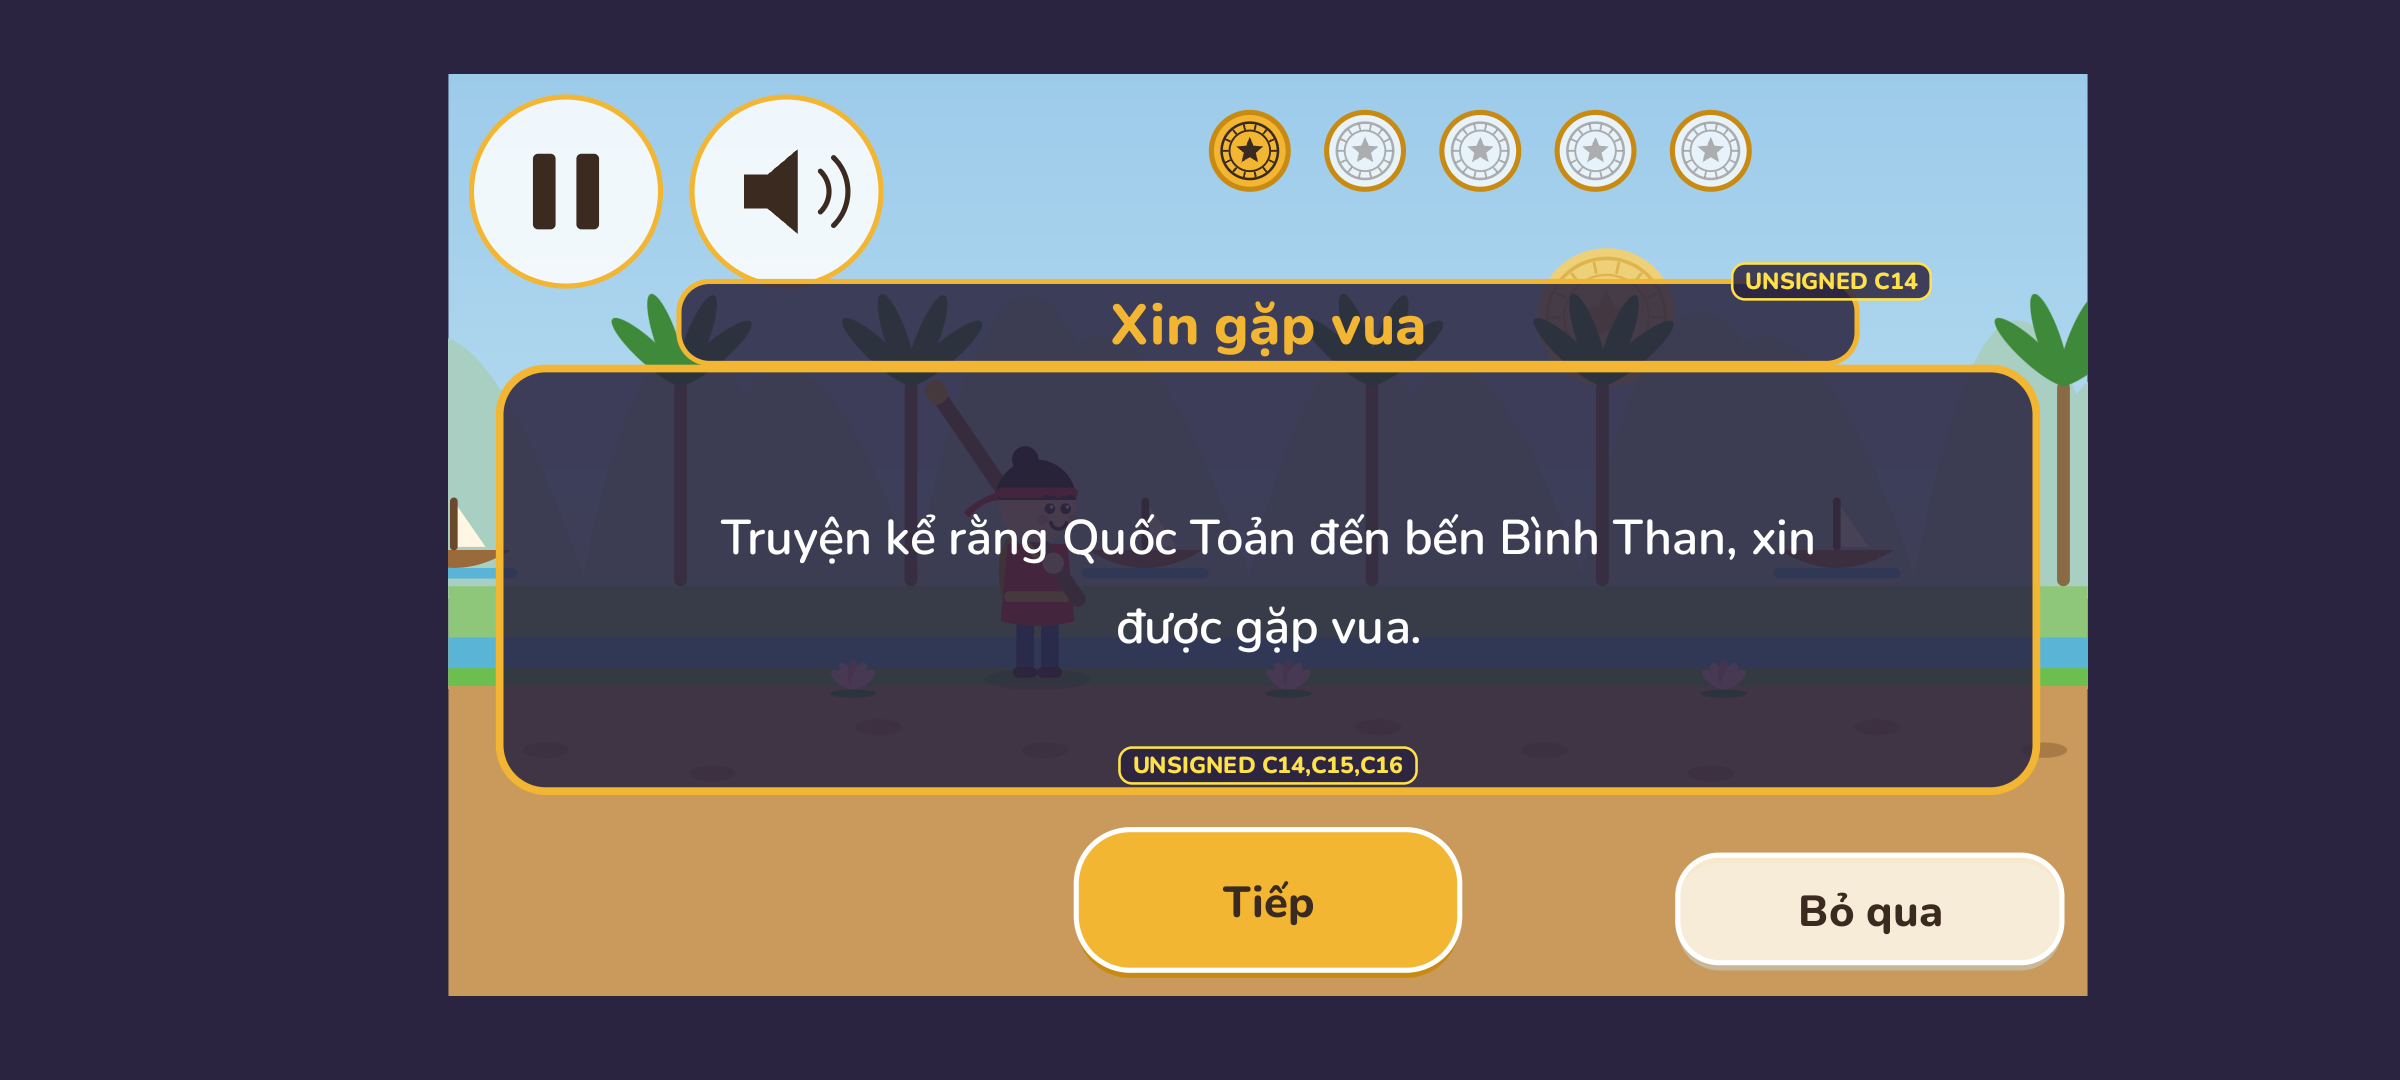 UNSIGNED C14
Xin gặp vua
Truyện kể rằng Quốc Toản đến bến Bình Than, xin
được gặp vua.
UNSIGNED C14,C15,C16
Tiếp
Bỏ qua